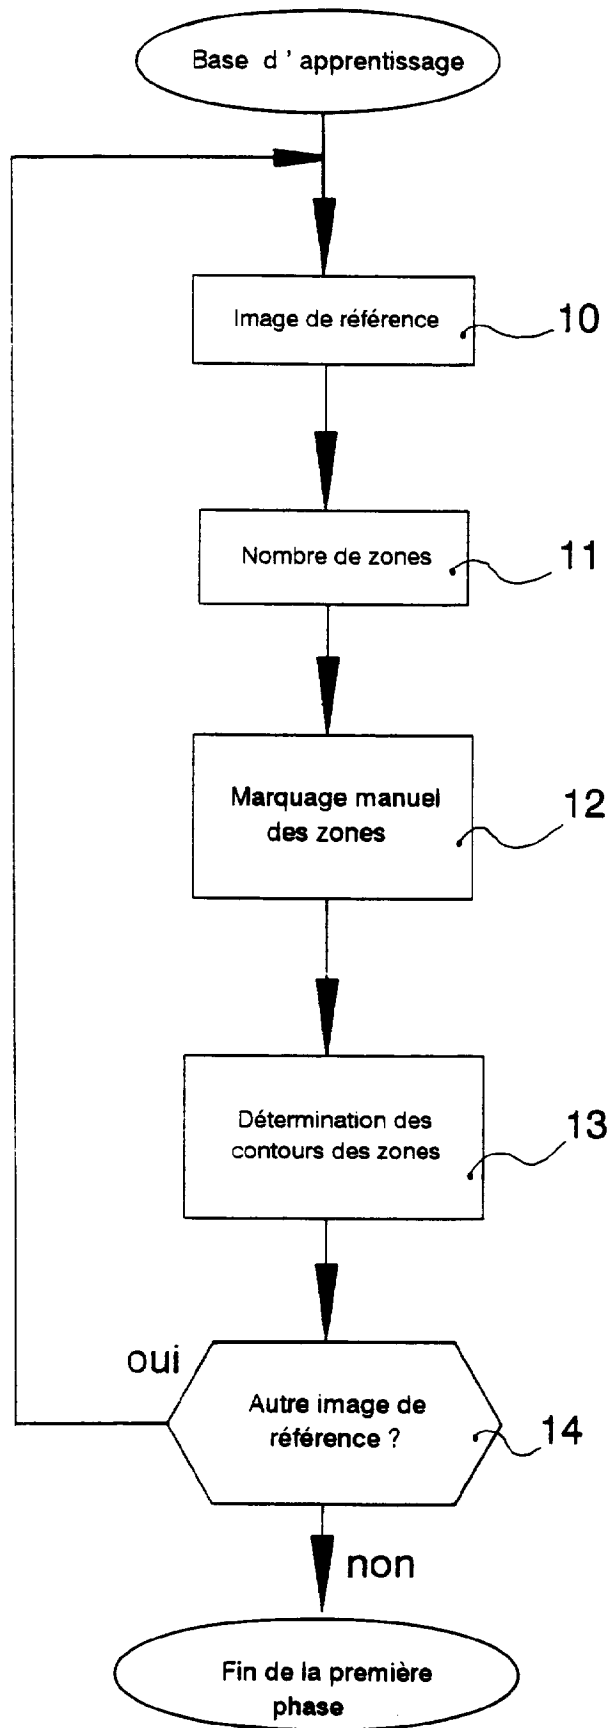 Base d ' apprentissage
Image de référence
10
Nombre de zones
11
Marquage manuel
des zones
12
Détermination des
contours des zones
13
oui
Autre image de
référence ?
14
non
Fin de la première
phase